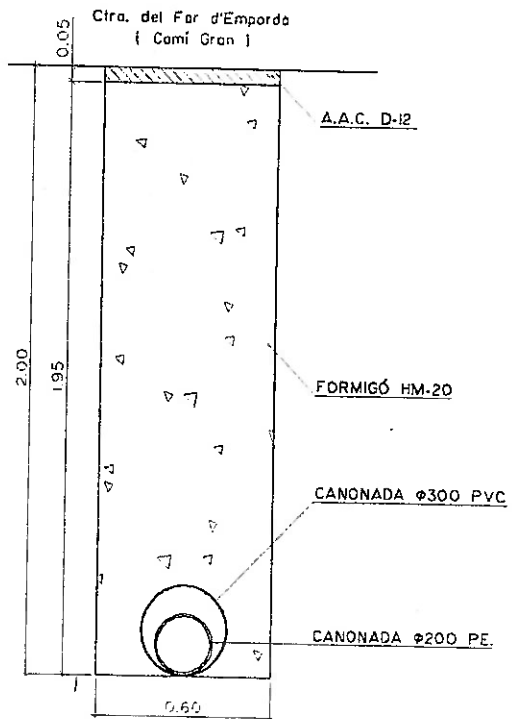 Ctra. del Far d'Emporda
( Camí Gran )
0.05
A.A.C. D-12
2.00
1.95
FORMIGÓ HM-20
CANONADA φ300 PVC
CANONADA φ200 PE.
0.60